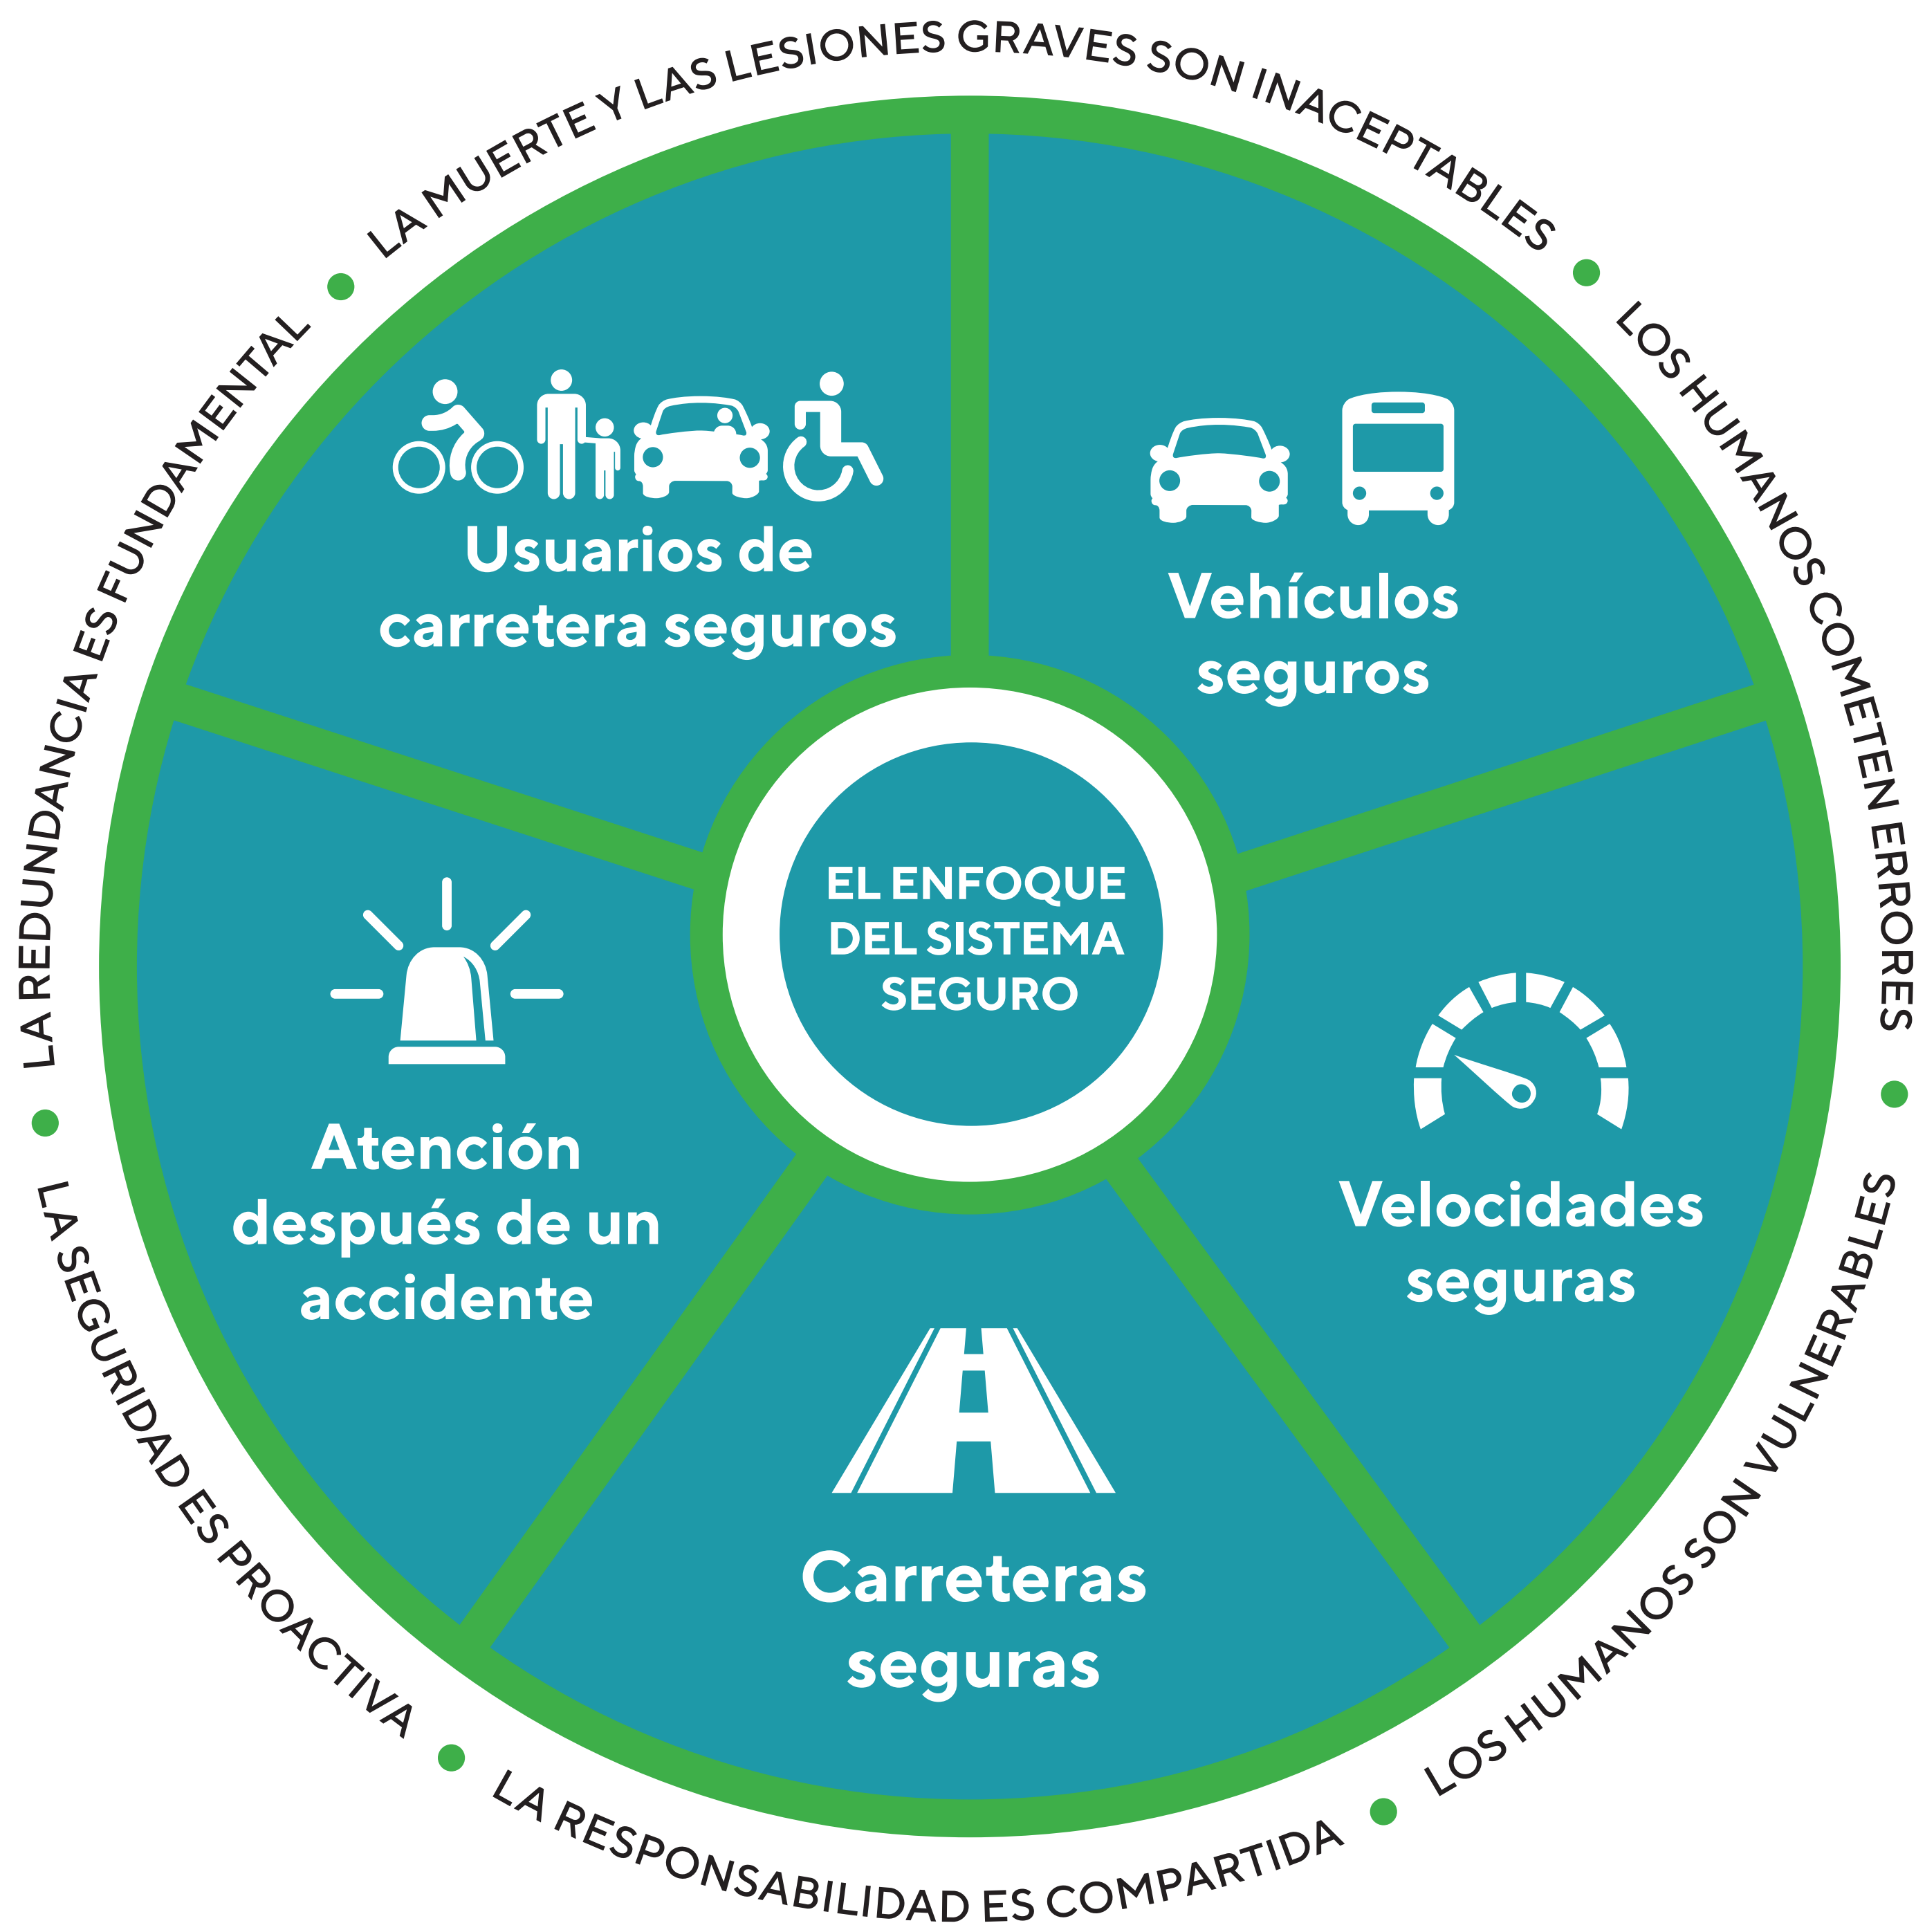 LA MUERTE Y LAS LESIONES GRAVES SON INACEPTABLES
LOS HUMANOS COMETEN ERRORES
LOS HUMANOS SON VULNERABLES
LA RESPONSABILIDAD ES COMPARTIDA
LA SEGURIDAD ES PROACTIVA
LA REDUNDANCIA ES FUNDAMENTAL
Usuarios de
carretera seguros
Vehículos
seguros
Velocidades
seguras
Carreteras
seguras
Atención
después de un
accidente
EL ENFOQUE
DEL SISTEMA
SEGURO